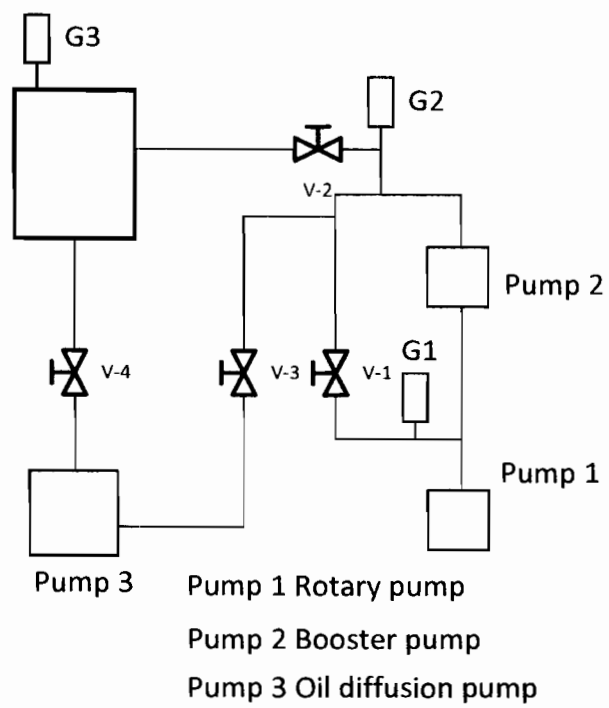 G3
G2
V-2
Pump 2
G1
V-4
V-3
V-1
Pump 1
Pump 3
Pump 1 Rotary pump
Pump 2 Booster pump
Pump 3 Oil diffusion pump